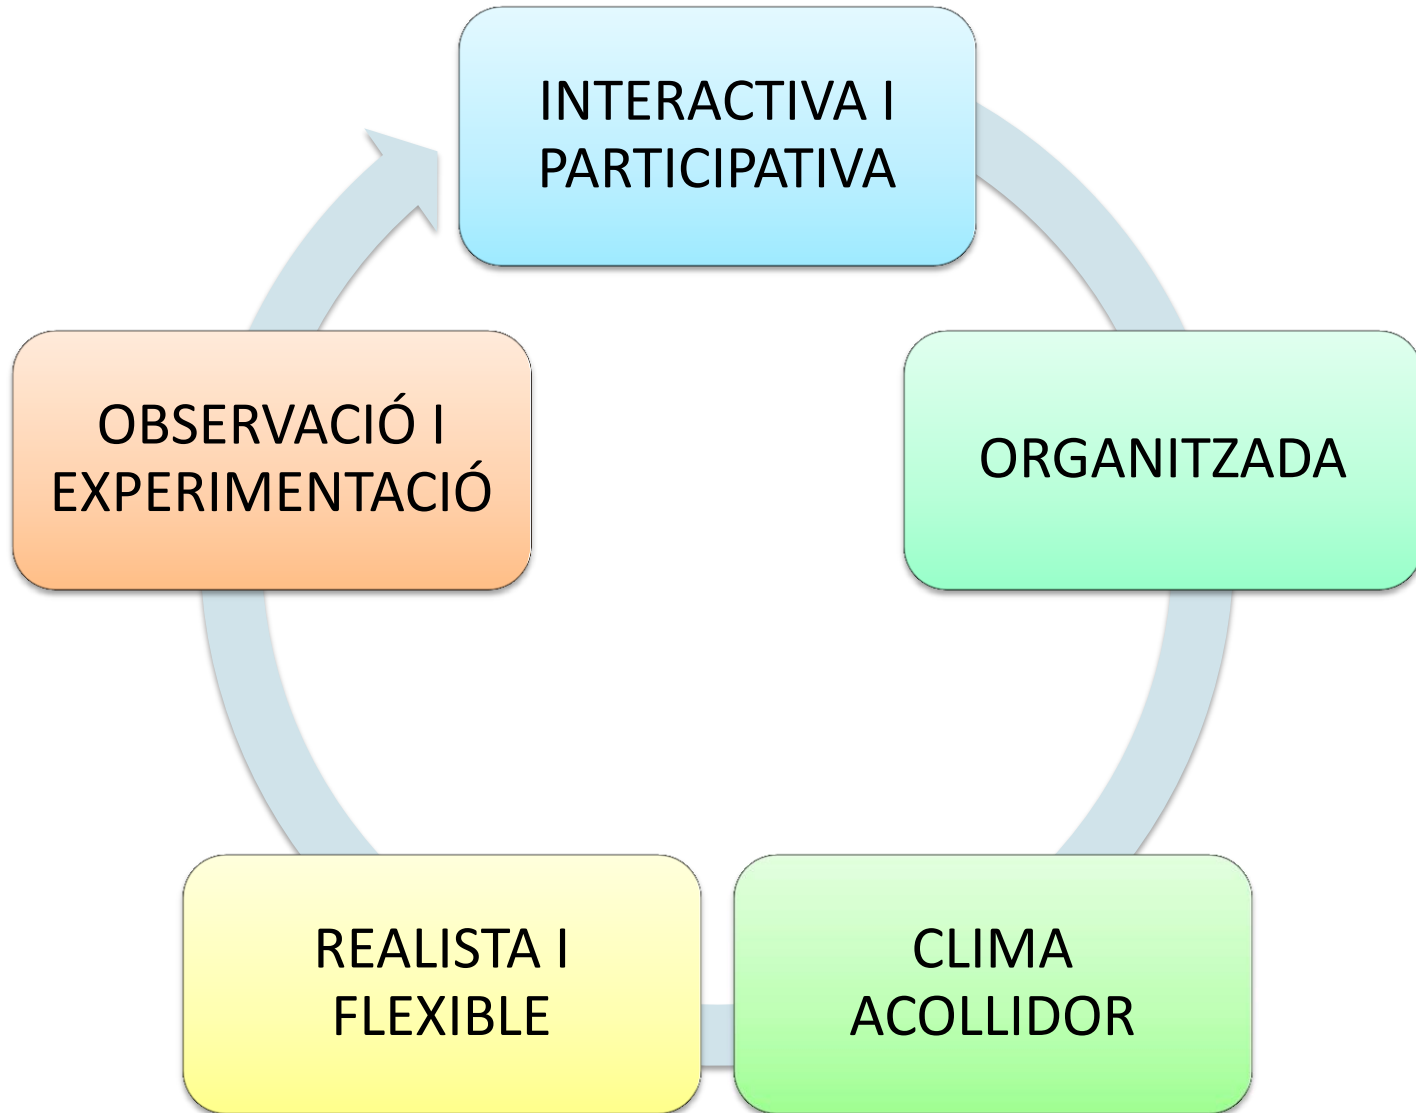 INTERACTIVA I
PARTICIPATIVA
ORGANITZADA
CLIMA
ACOLLIDOR
REALISTA I
FLEXIBLE
OBSERVACIÓ I
EXPERIMENTACIÓ